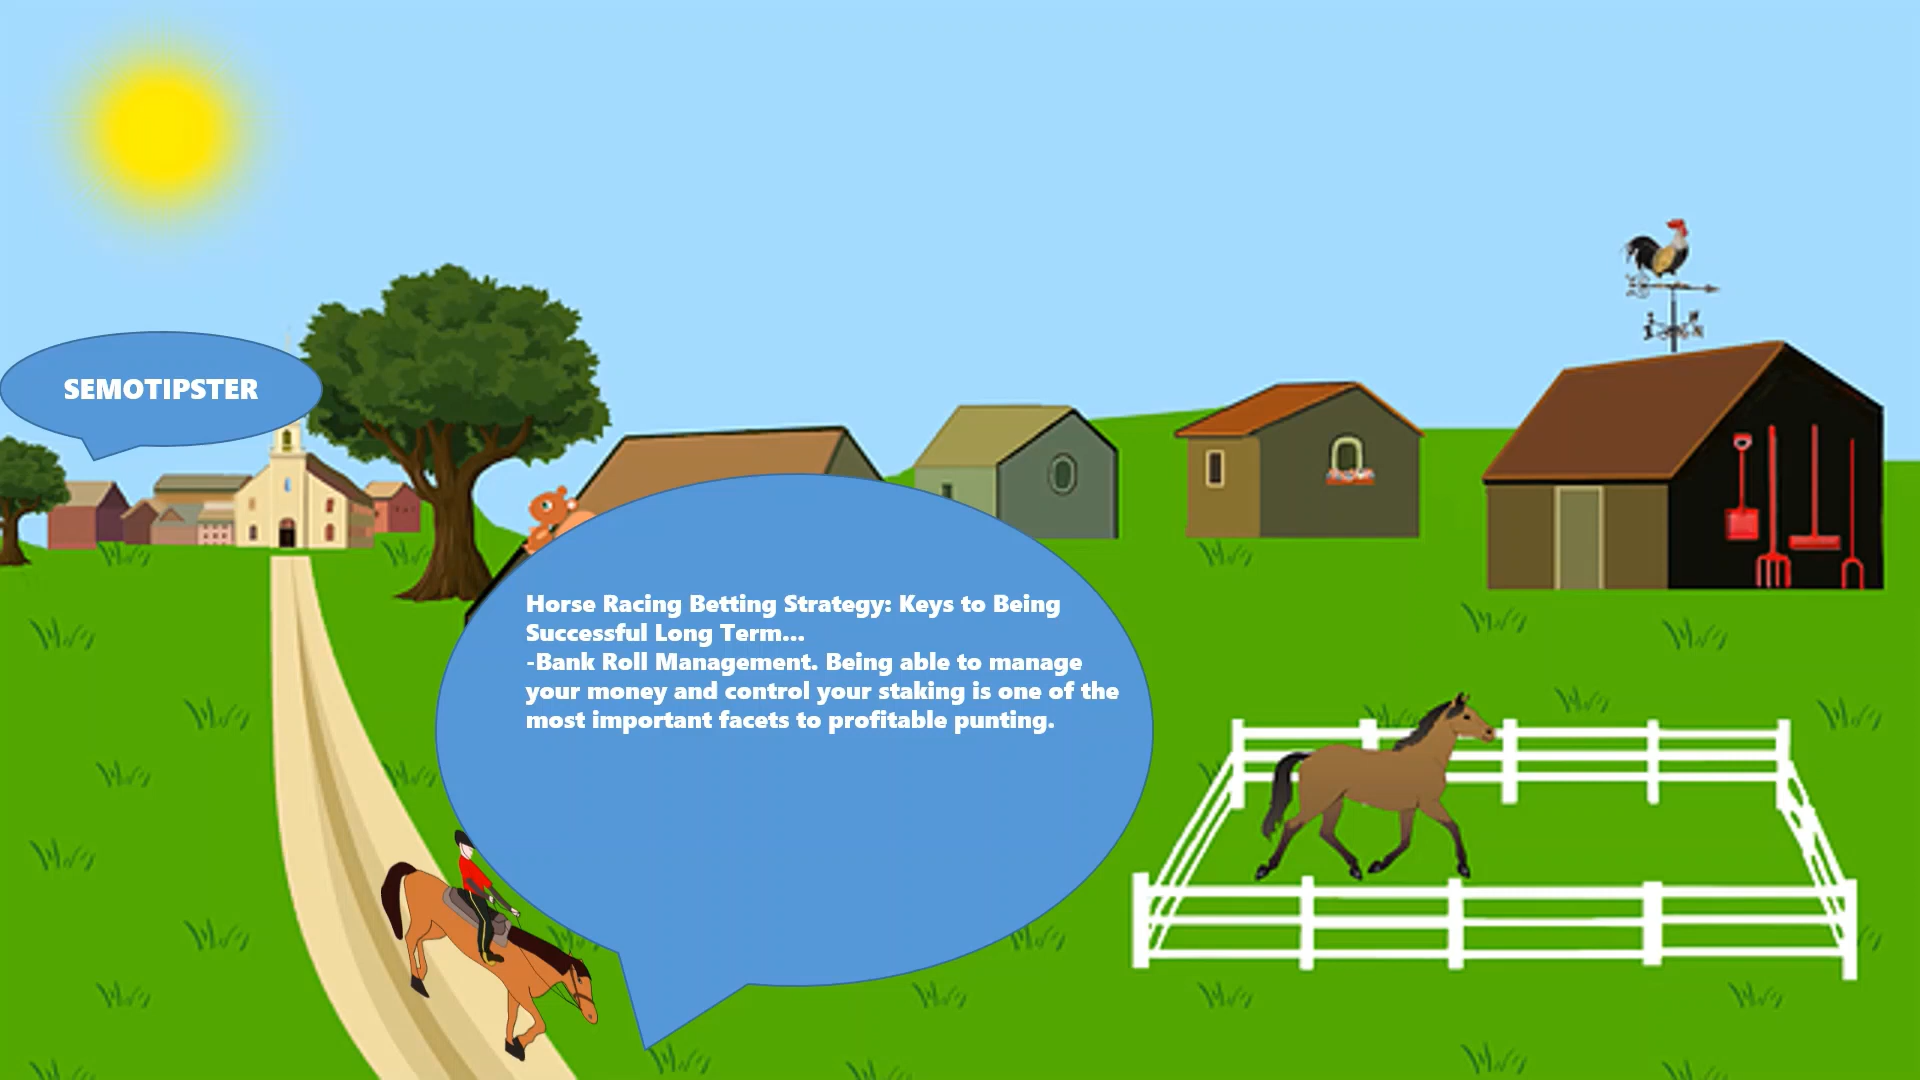 SEMOTIPSTER
Horse Racing Betting Strategy: Keys to Being
Successful Long Term...
-Bank Roll Management. Being able to manage
your money and control your staking is one of the
most important facets to profitable punting.